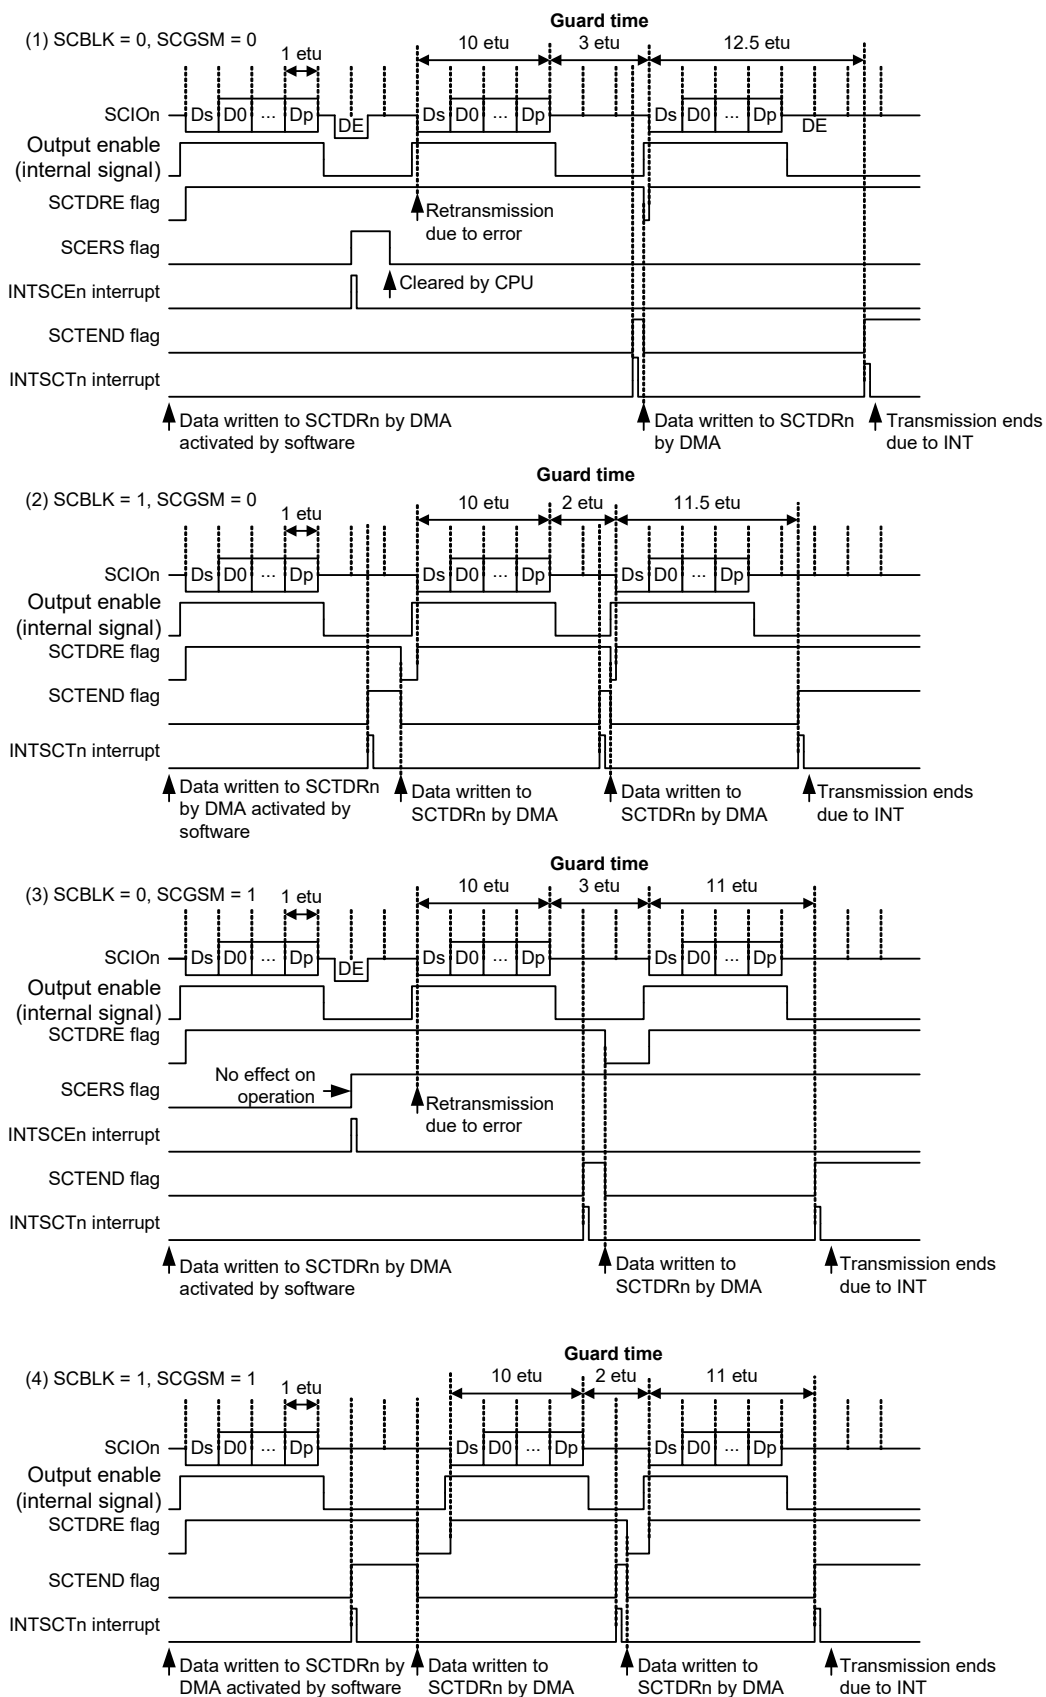 Guard time
(1) SCBLK = 0, SCGSM = 0
1 etu
10 etu
3 etu
12.5 etu
SCIOn
Ds D0 ... Dp
DE
Ds D0 ... Dp
Ds D0 ... Dp
DE
Output enable
(internal signal)
SCTDRE flag
Retransmission
due to error
SCERS flag
Cleared by CPU
INTSCEn interrupt
SCTEND flag
INTSCTn interrupt
Data written to SCTDRn by DMA
activated by software
Data written to SCTDRn
by DMA
Transmission ends
due to INT
Guard time
(2) SCBLK = 1, SCGSM = 0
1 etu
10 etu
2 etu
11.5 etu
SCIOn
Ds D0 ... Dp
Ds D0 ... Dp
Ds D0 ... Dp
Output enable
(internal signal)
SCTDRE flag
SCTEND flag
INTSCTn interrupt
Data written to SCTDRn
by DMA activated by
software
Data written to
SCTDRn by DMA
Data written to
SCTDRn by DMA
Transmission ends
due to INT
Guard time
(3) SCBLK = 0, SCGSM = 1
1 etu
10 etu
3 etu
11 etu
SCIOn
Ds D0 ... Dp
DE
Ds D0 ... Dp
Ds D0 ... Dp
Output enable
(internal signal)
SCTDRE flag
SCERS flag
No effect on
operation
Retransmission
due to error
INTSCEn interrupt
SCTEND flag
INTSCTn interrupt
Data written to SCTDRn by DMA
activated by software
Data written to
SCTDRn by DMA
Transmission ends
due to INT
Guard time
(4) SCBLK = 1, SCGSM = 1
1 etu
10 etu
2 etu
11 etu
SCIOn
Ds D0 ... Dp
Ds D0 ... Dp
Ds D0 ... Dp
Output enable
(internal signal)
SCTDRE flag
SCTEND flag
INTSCTn interrupt
Data written to SCTDRn by
DMA activated by software
Data written to
SCTDRn by DMA
Data written to
SCTDRn by DMA
Transmission ends
due to INT